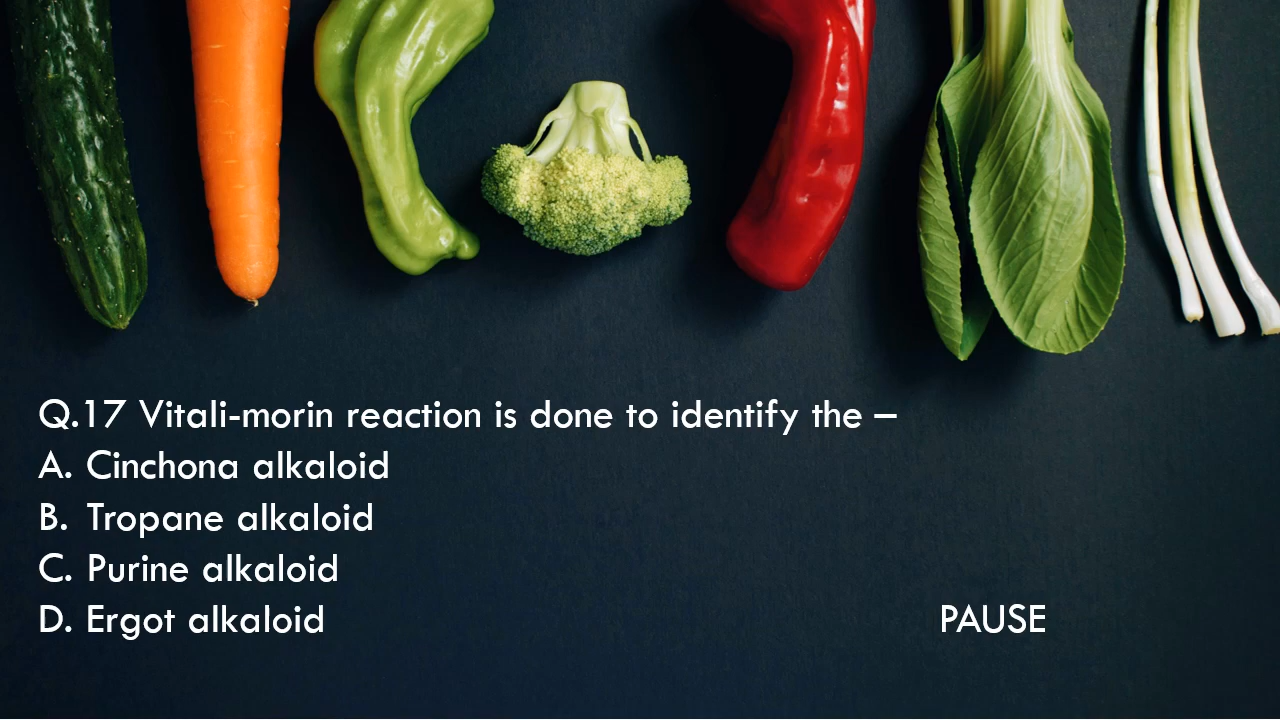 Q.17 Vitali-morin reaction is done to identify the –
A. Cinchona alkaloid
B. Tropane alkaloid
C. Purine alkaloid
D. Ergot alkaloid
PAUSE